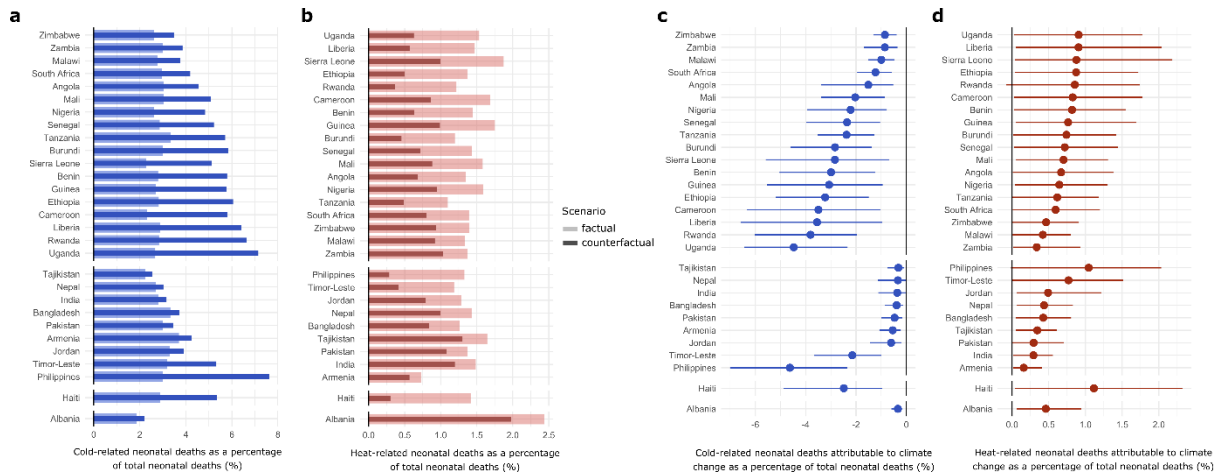 a
Zimbabwe
Zambia
Malawi
South Africa
Angola
Mali
Nigeria
Senegal
Tanzania
Burundi
Sierra Leone
Benin
Guinea
Ethiopia
Cameroon
Liberia
Rwanda
Uganda
Tajikistan
Nepal
India
Bangladesh
Pakistan
Armenia
Jordan
Timor-Leste
Philippines
Haiti
Albania
0 2 4 6 8
Cold-related neonatal deaths as a percentage
of total neonatal deaths (%)
b
Uganda
Liberia
Sierra Leone
Ethiopia
Rwanda
Cameroon
Benin
Guinea
Burundi
Senegal
Mali
Angola
Nigeria
Tanzania
South Africa
Zimbabwe
Malawi
Zambia
Philippines
Timor-Leste
Jordan
Nepal
Bangladesh
Tajikistan
Pakistan
India
Armenia
Haiti
Albania
0.0 0.5 1.0 1.5 2.0 2.5
Heat-related neonatal deaths as a percentage
of total neonatal deaths (%)
Scenario
factual
counterfactual
c
Zimbabwe
Zambia
Malawi
South Africa
Angola
Mali
Nigeria
Senegal
Tanzania
Burundi
Sierra Leone
Benin
Guinea
Ethiopia
Cameroon
Liberia
Rwanda
Uganda
Tajikistan
Nepal
India
Bangladesh
Pakistan
Armenia
Jordan
Timor-Leste
Philippines
Haiti
Albania
-6 -4 -2 0
Cold-related neonatal deaths attributable to climate
change as a percentage of total neonatal deaths (%)
d
Uganda
Liberia
Sierra Leono
Ethiopia
Rwanda
Cameroon
Benin
Guinea
Burundi
Senegal
Mali
Angola
Nigeria
Tanzania
South Africa
Zimbabwe
Malawi
Zambia
Philippines
Timor-Leste
Jordan
Nepal
Bangladesh
Tajikistan
Pakistan
India
Armenia
Haiti
Albania
0.0 0.5 1.0 1.5 2.0
Heat-related neonatal deaths attributable to climate
change as a percentage of total neonatal deaths (%)